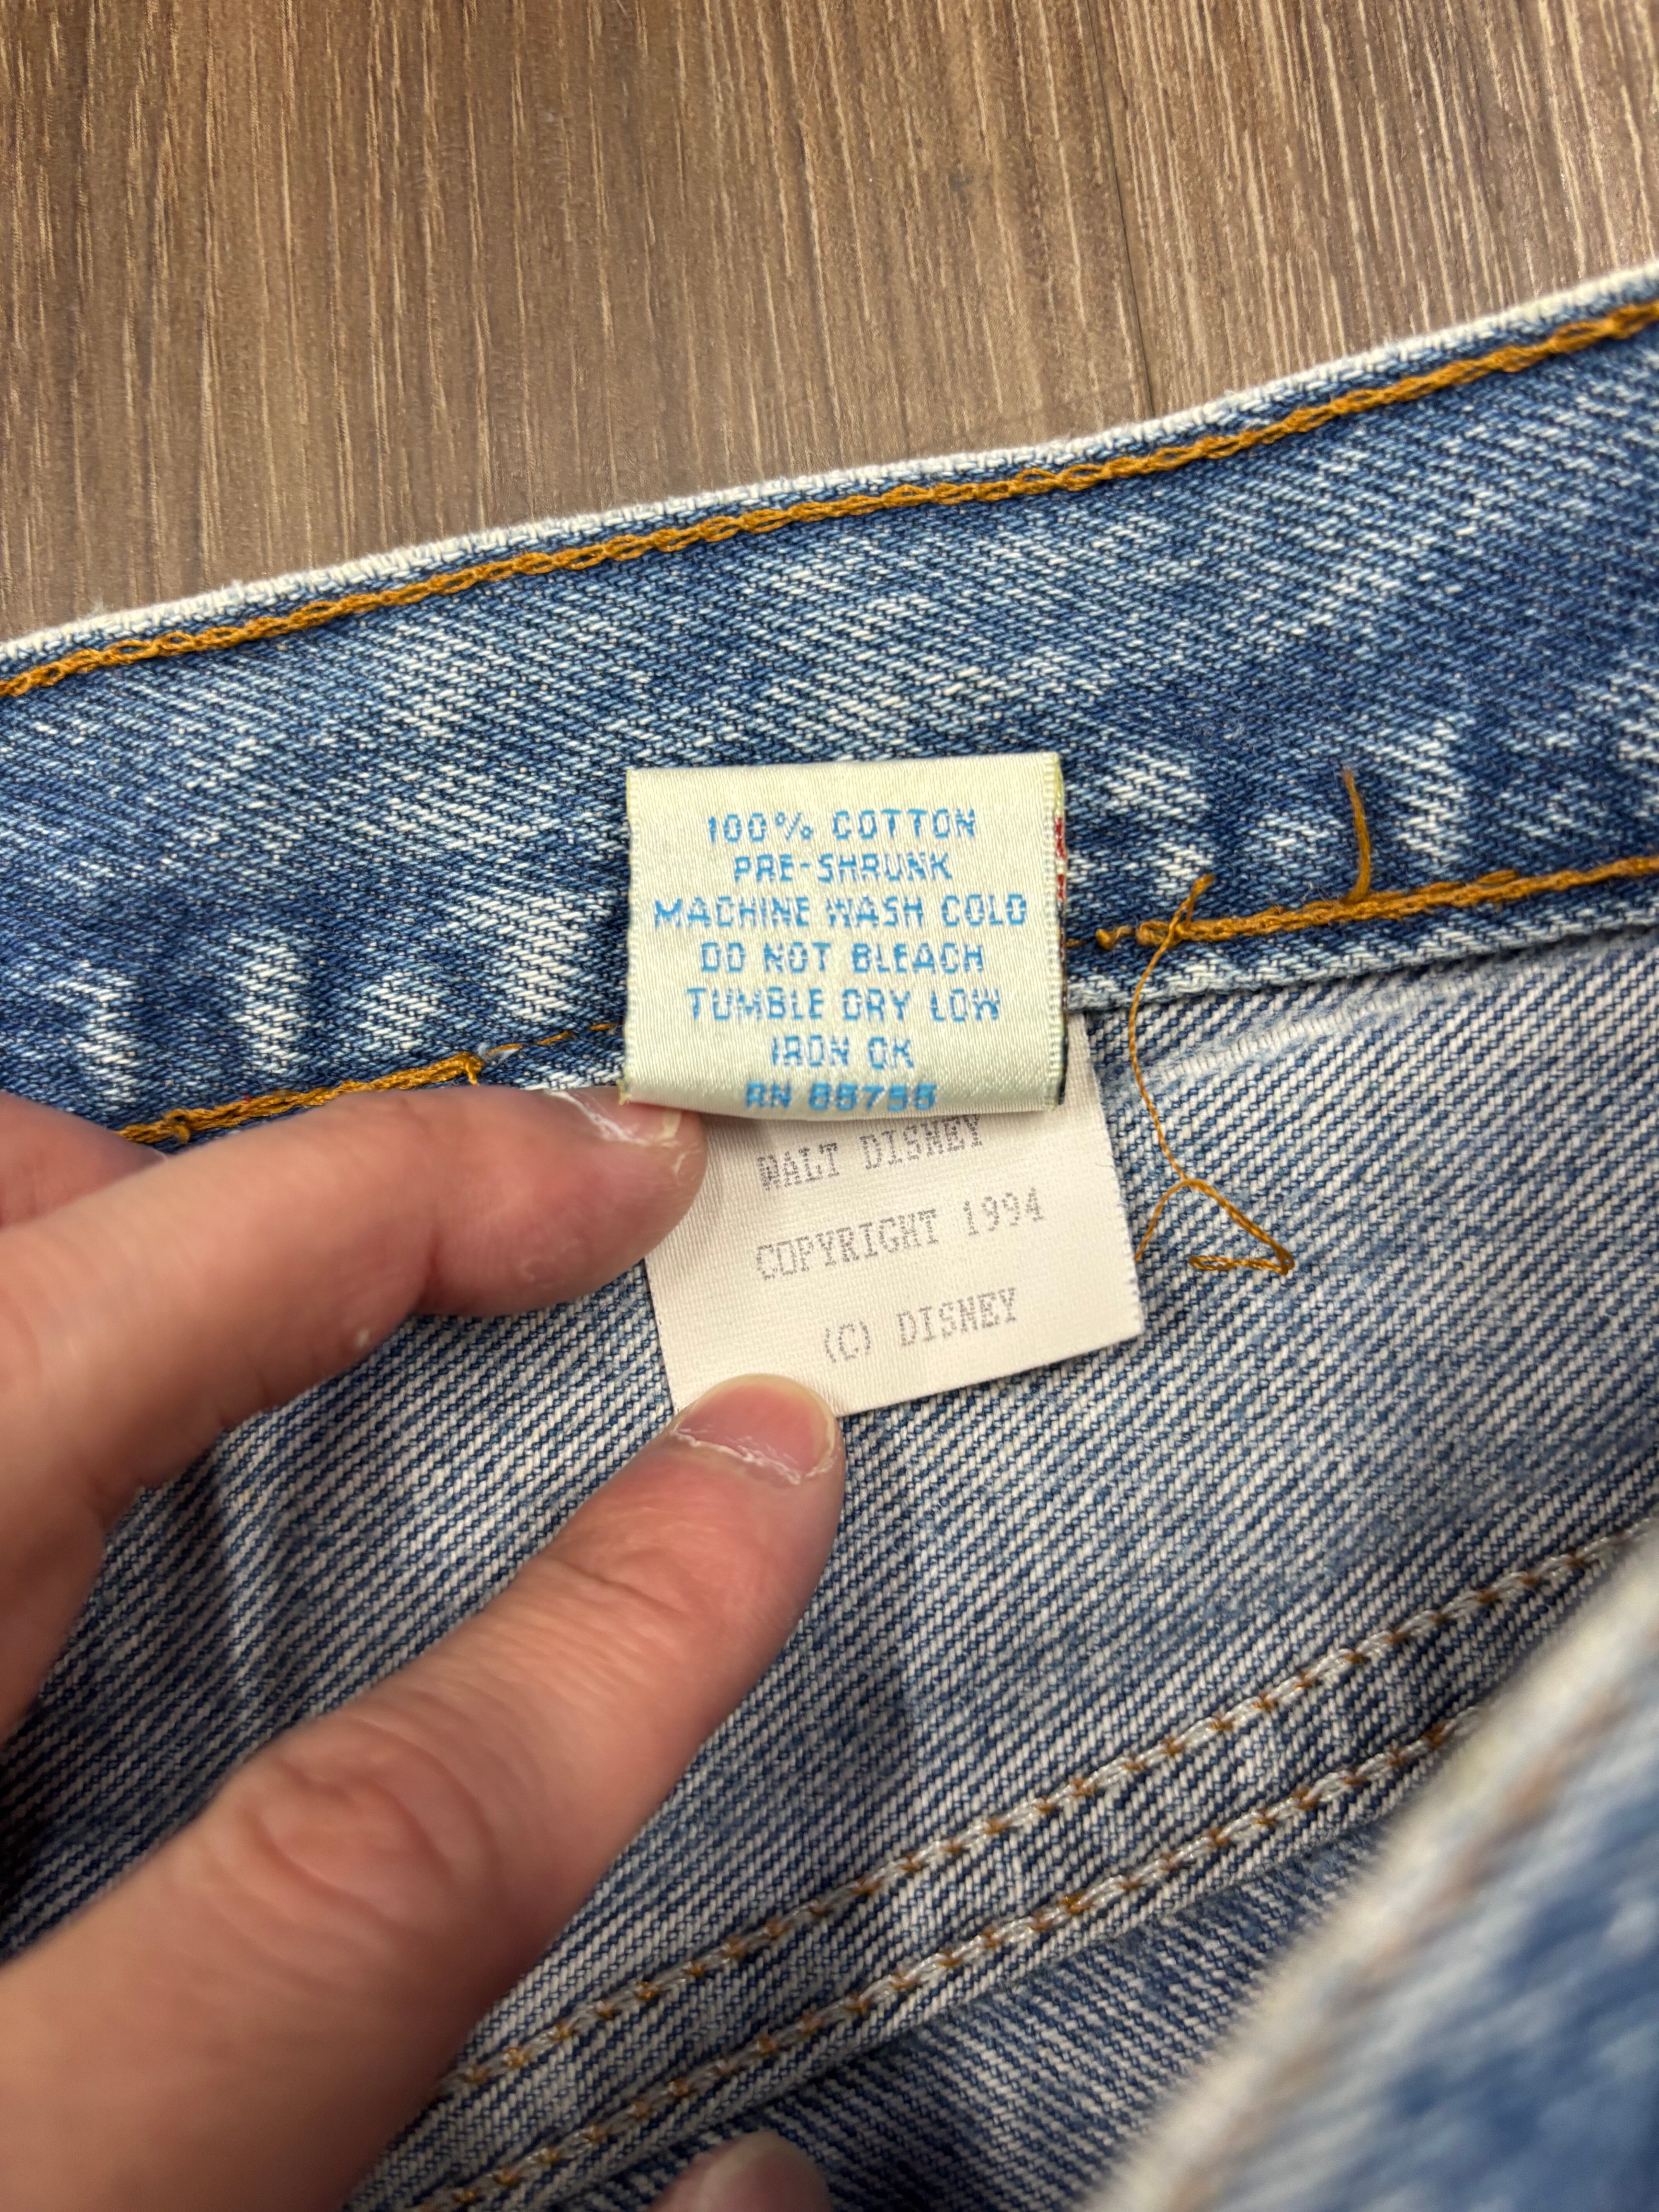 100% COTTON
PRE-SHRUNK
MACHINE WASH COLD
DO NOT BLEACH
TUMBLE DRY LOW
IRON OK
RN 85755
WALT DISNEY
COPYRIGHT 1994
(C) DISNEY